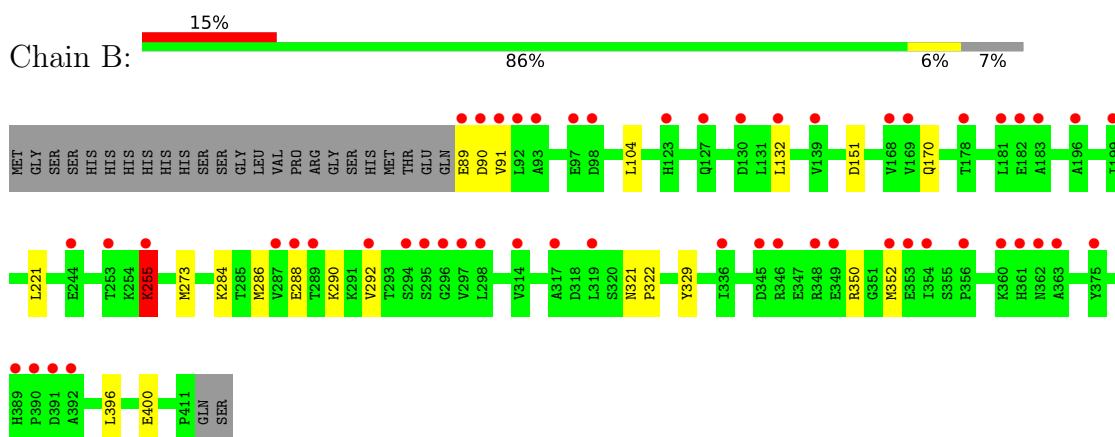 15%
Chain B:
86% 6% 7%
MET GLY SER SER HIS HIS HIS HIS HIS HIS SER SER GLY LEU VAL PRO ARG GLY SER HIS MET THR GLU GLN E89 D90 V91 L92 A93 E97 D98 L104 H123 Q127 D130 L131 L132 V139 D151 V168 V169 Q170 T178 L181 E182 A183 A196 I199
L221 E244 T253 K254 K255 M273 K284 T285 M286 V287 E288 T289 K290 K291 V292 T293 S294 S295 G296 V297 L298 V314 A317 D318 L319 S320 N321 P322 Y329 I336 D345 R346 E347 R348 E349 R350 G351 M352 E353 I354 S355 P356 K360 H361 N362 A363 Y375
H389 P390 D391 A392 L396 E400 P411 GLN SER